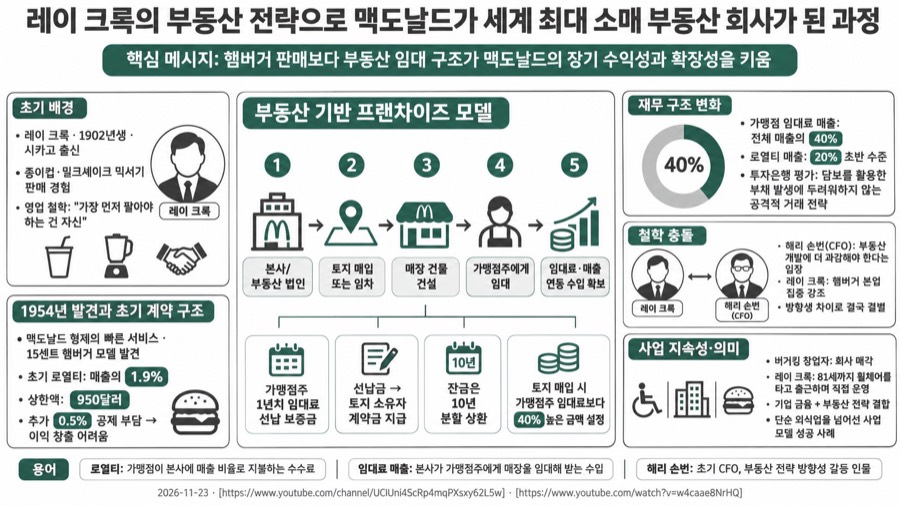 레이 크록의 부동산 전략으로 맥도날드가 세계 최대 소매 부동산 회사가 된 과정
핵심 메시지: 햄버거 판매보다 부동산 임대 구조가 맥도날드의 장기 수익성과 확장성을 키움
초기 배경
• 레이 크록 · 1902년생 ·
시카고 출신
• 종이컵·밀크셰이크 믹서기
판매 경험
• 영업 철학: "가장 먼저 팔아야
하는 건 자신"
레이 크록
1954년 발견과 초기 계약 구조
• 맥도날드 형제의 빠른 서비스 ·
15센트 햄버거 모델 발견
• 초기 로열티: 매출의 1.9%
• 상한액: 950달러
• 추가 0.5% 공제 부담 →
이익 창출 어려움
부동산 기반 프랜차이즈 모델
1
2
3
4
5
본사/
부동산 법인
토지 매입
또는 임차
매장 건물
건설
가맹점주에게
임대
임대료·매출
연동 수입 확보
가맹점주
1년치 임대료
선납 보증금
선납금 →
토지 소유자
계약금 지급
10년
잔금은
10년
분할 상환
토지 매입 시
가맹점주 임대료보다
40% 높은 금액 설정
재무 구조 변화
40%
• 가맹점 임대료 매출:
전체 매출의 40%
• 로열티 매출: 20% 초반 수준
• 투자은행 평가: 담보를 활용한
부채 발생에 두려워하지 않는
공격적 거래 전략
철학 충돌
레이 크록
해리 손번
(CFO)
• 해리 손번(CFO): 부동산
개발에 더 과감해야 한다는
입장
• 레이 크록: 햄버거 본업
집중 강조
• 방향성 차이로 결국 결별
사업 지속성·의미
• 버거킹 창업자: 회사 매각
• 레이 크록: 81세까지 휠체어를
타고 출근하며 직접 운영
• 기업 금융 + 부동산 전략 결합
• 단순 외식업을 넘어선 사업
모델 성공 사례
용어
로열티: 가맹점이 본사에 매출 비율로 지불하는 수수료
임대료 매출: 본사가 가맹점주에게 매장을 임대해 받는 수입
해리 손번: 초기 CFO, 부동산 전략 방향성 갈등 인물
2026-11-23 · [https://www.youtube.com/channel/UCIUni4ScRp4mqPXsxy62L5w] · [https://www.youtube.com/watch?v=w4caae8NrHQ]